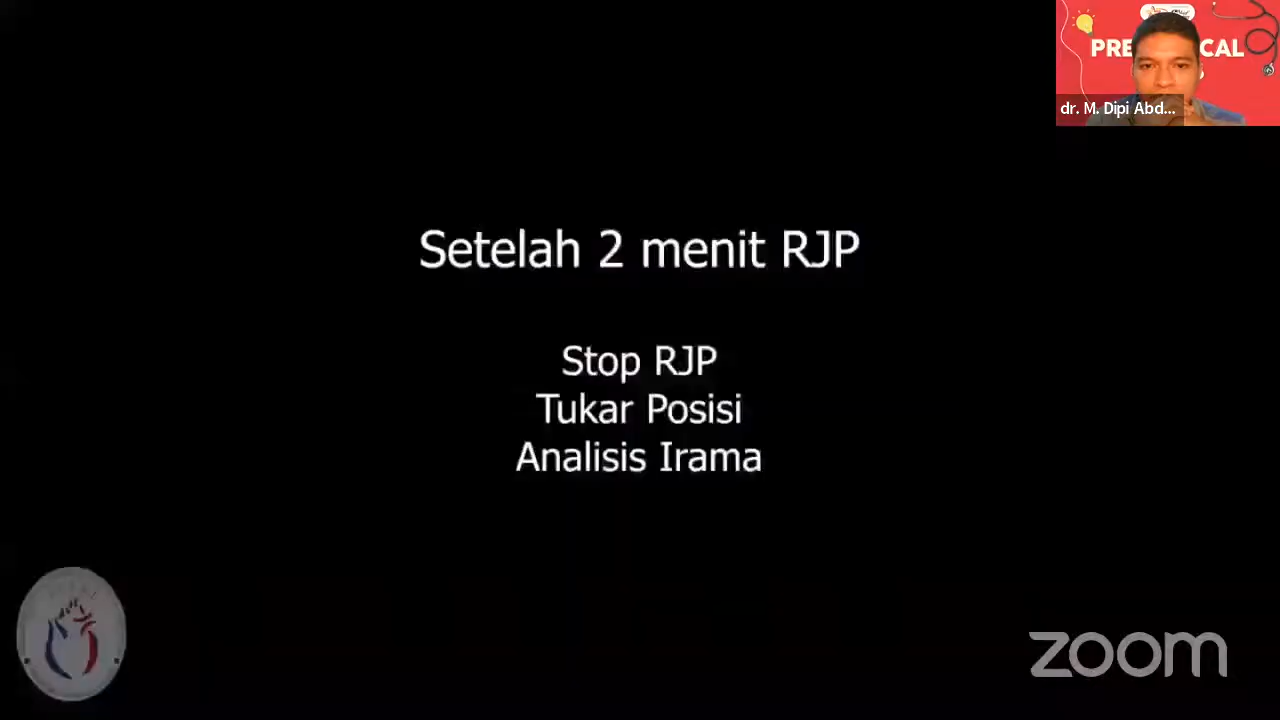 dr. M. Dipi Abd...
Setelah 2 menit RJP
Stop RJP
Tukar Posisi
Analisis Irama
zoom